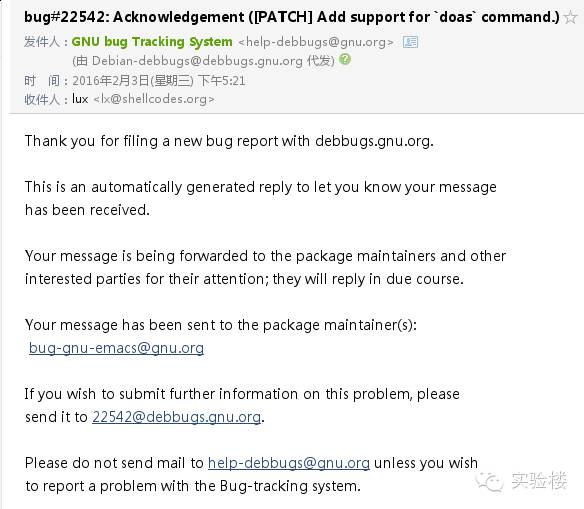 bug#22542: Acknowledgement ([PATCH] Add support for `doas` command.)
发件人：GNU bug Tracking System <help-debbugs@gnu.org>
(由 Debian-debbugs@debbugs.gnu.org 代发)
时　间：2016年2月3日(星期三) 下午5:21
收件人：lux <lx@shellcodes.org>
Thank you for filing a new bug report with debbugs.gnu.org.
This is an automatically generated reply to let you know your message
has been received.
Your message is being forwarded to the package maintainers and other
interested parties for their attention; they will reply in due course.
Your message has been sent to the package maintainer(s):
bug-gnu-emacs@gnu.org
If you wish to submit further information on this problem, please
send it to 22542@debbugs.gnu.org.
Please do not send mail to help-debbugs@gnu.org unless you wish
to report a problem with the Bug-tracking system.
实验楼